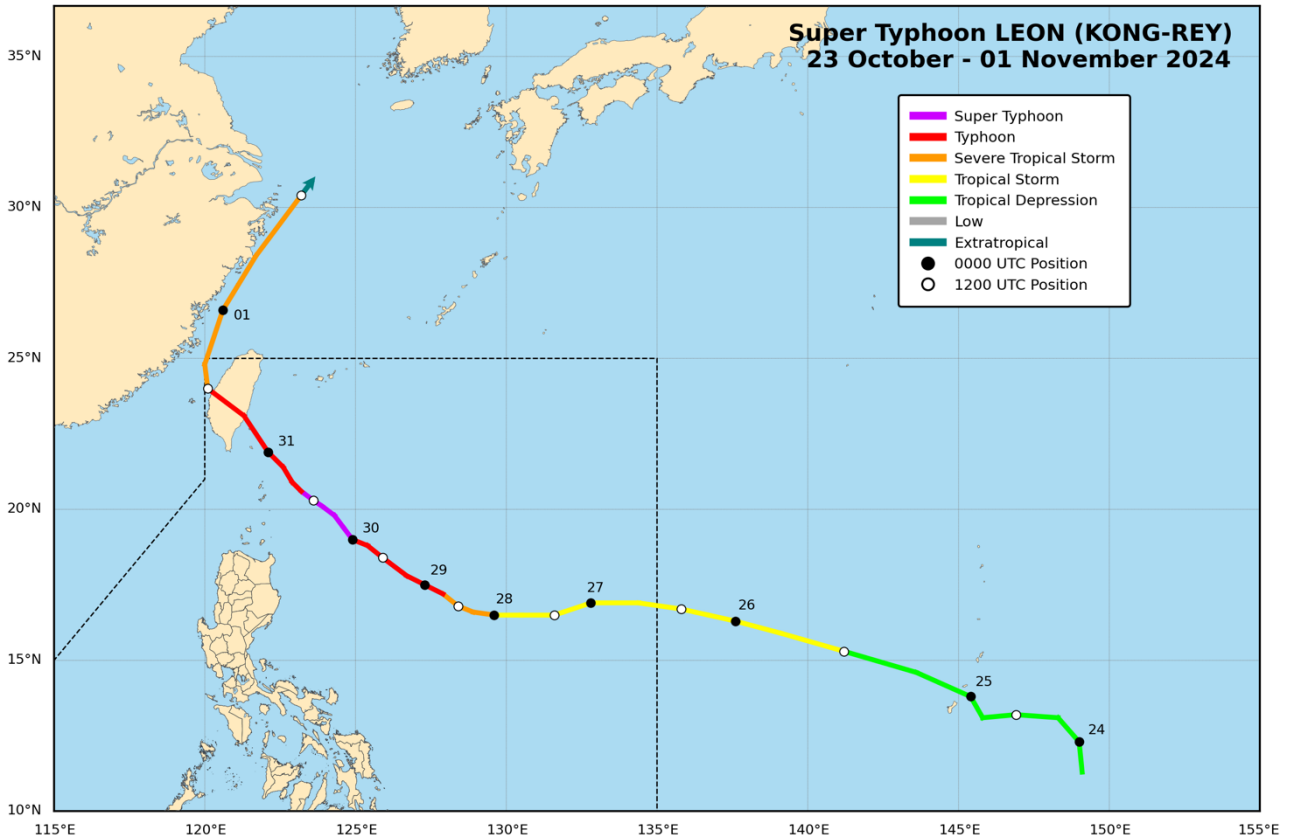 Super Typhoon LEON (KONG-REY)
23 October - 01 November 2024
Super Typhoon
Typhoon
Severe Tropical Storm
Tropical Storm
Tropical Depression
Low
Extratropical
0000 UTC Position
1200 UTC Position
35°N
30°N
25°N
20°N
15°N
10°N
01
31
30
29
28
27
26
25
24
115°E
120°E
125°E
130°E
135°E
140°E
145°E
150°E
155°E